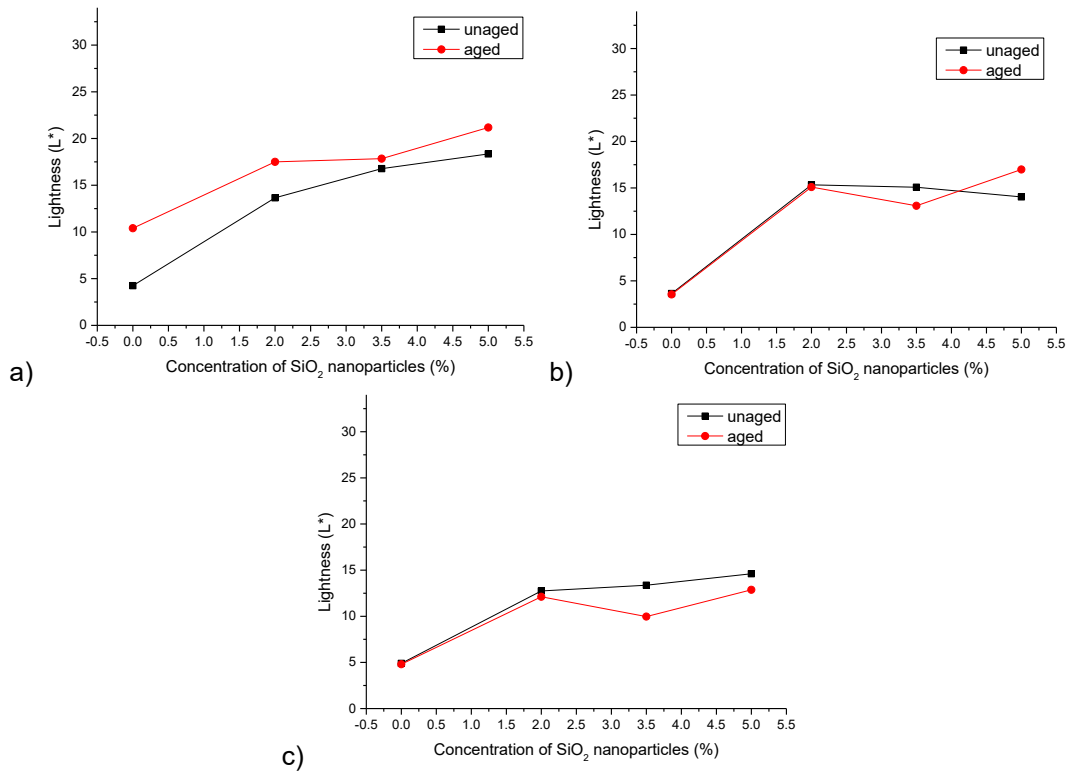 unaged
aged
30
25
20
15
10
5
0
Lightness (L*)
-0.5 0.0 0.5 1.0 1.5 2.0 2.5 3.0 3.5 4.0 4.5 5.0 5.5
Concentration of SiO₂ nanoparticles (%)
a)
unaged
aged
30
25
20
15
10
5
0
Lightness (L*)
-0.5 0.0 0.5 1.0 1.5 2.0 2.5 3.0 3.5 4.0 4.5 5.0 5.5
Concentration of SiO₂ nanoparticles (%)
b)
unaged
aged
30
25
20
15
10
5
0
Lightness (L*)
-0.5 0.0 0.5 1.0 1.5 2.0 2.5 3.0 3.5 4.0 4.5 5.0 5.5
Concentration of SiO₂ nanoparticles (%)
c)